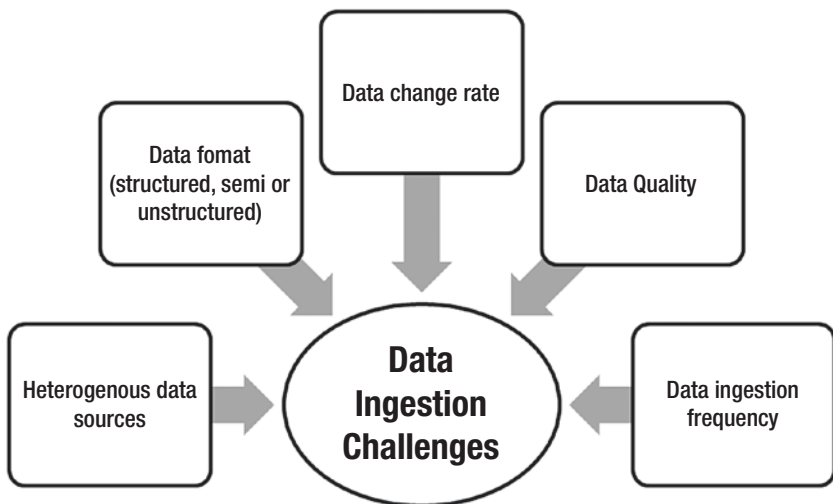 Data change rate
Data fomat
(structured, semi or
unstructured)
Data Quality
Heterogenous data
sources
Data
Ingestion
Challenges
Data ingestion
frequency